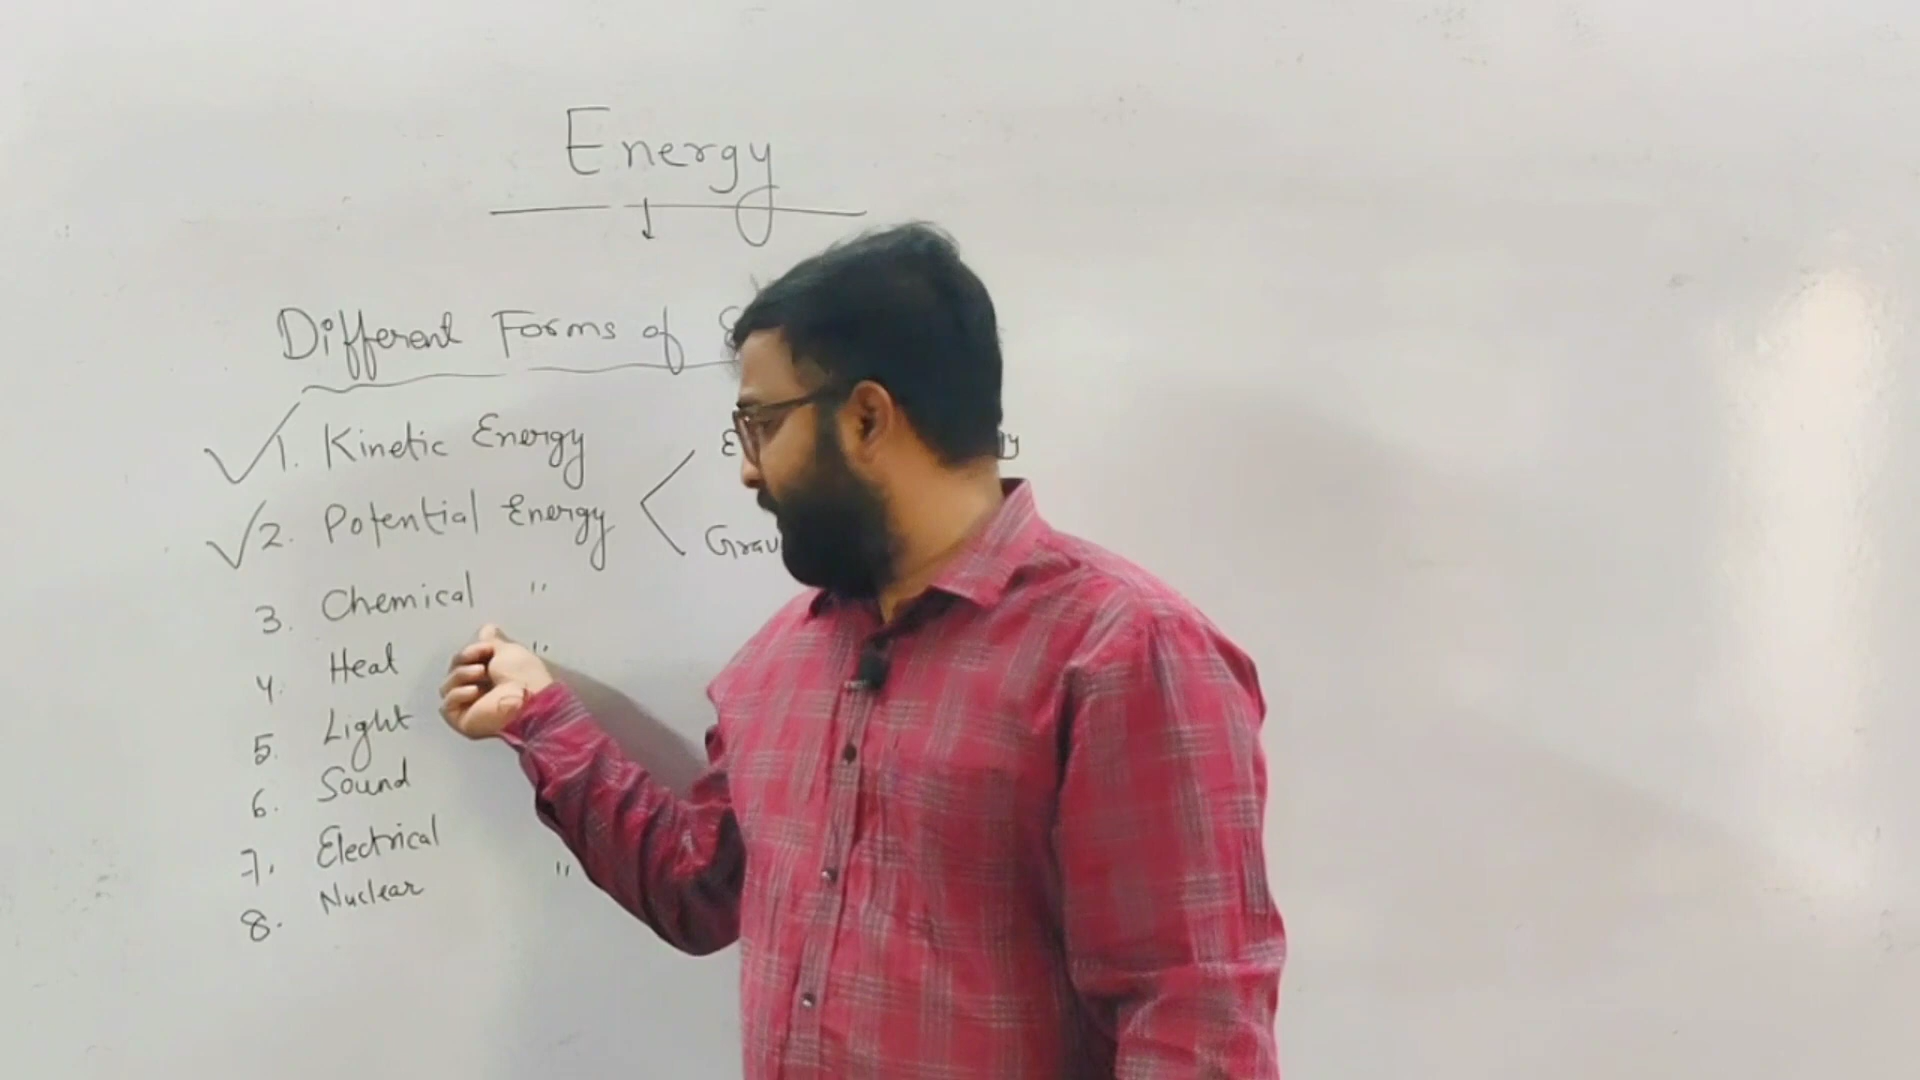 Energy
Different Forms of
1. Kinetic Energy
2. Potential Energy
3. Chemical "
4. Heat "
5. Light
6. Sound
7. Electrical
8. Nuclear "